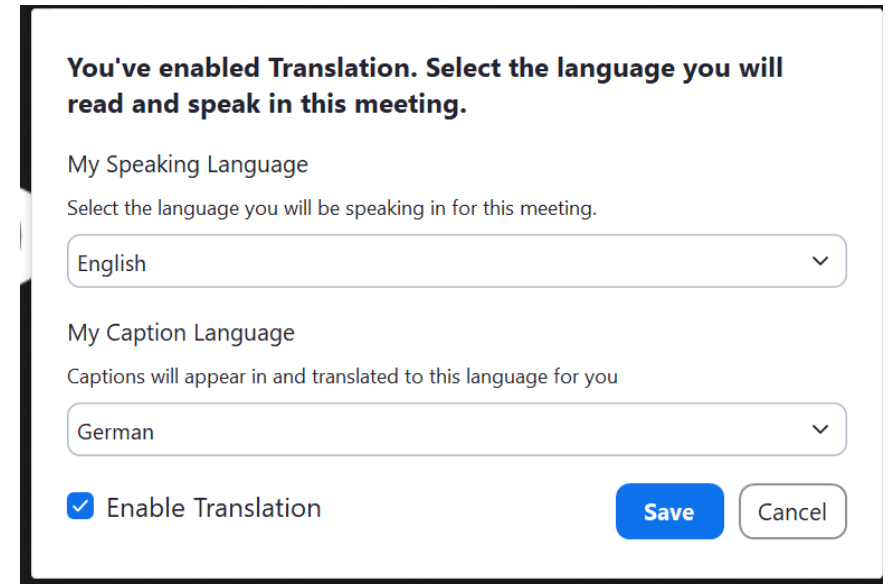 You've enabled Translation. Select the language you will
read and speak in this meeting.
My Speaking Language
Select the language you will be speaking in for this meeting.
English
My Caption Language
Captions will appear in and translated to this language for you
German
Enable Translation
Save
Cancel